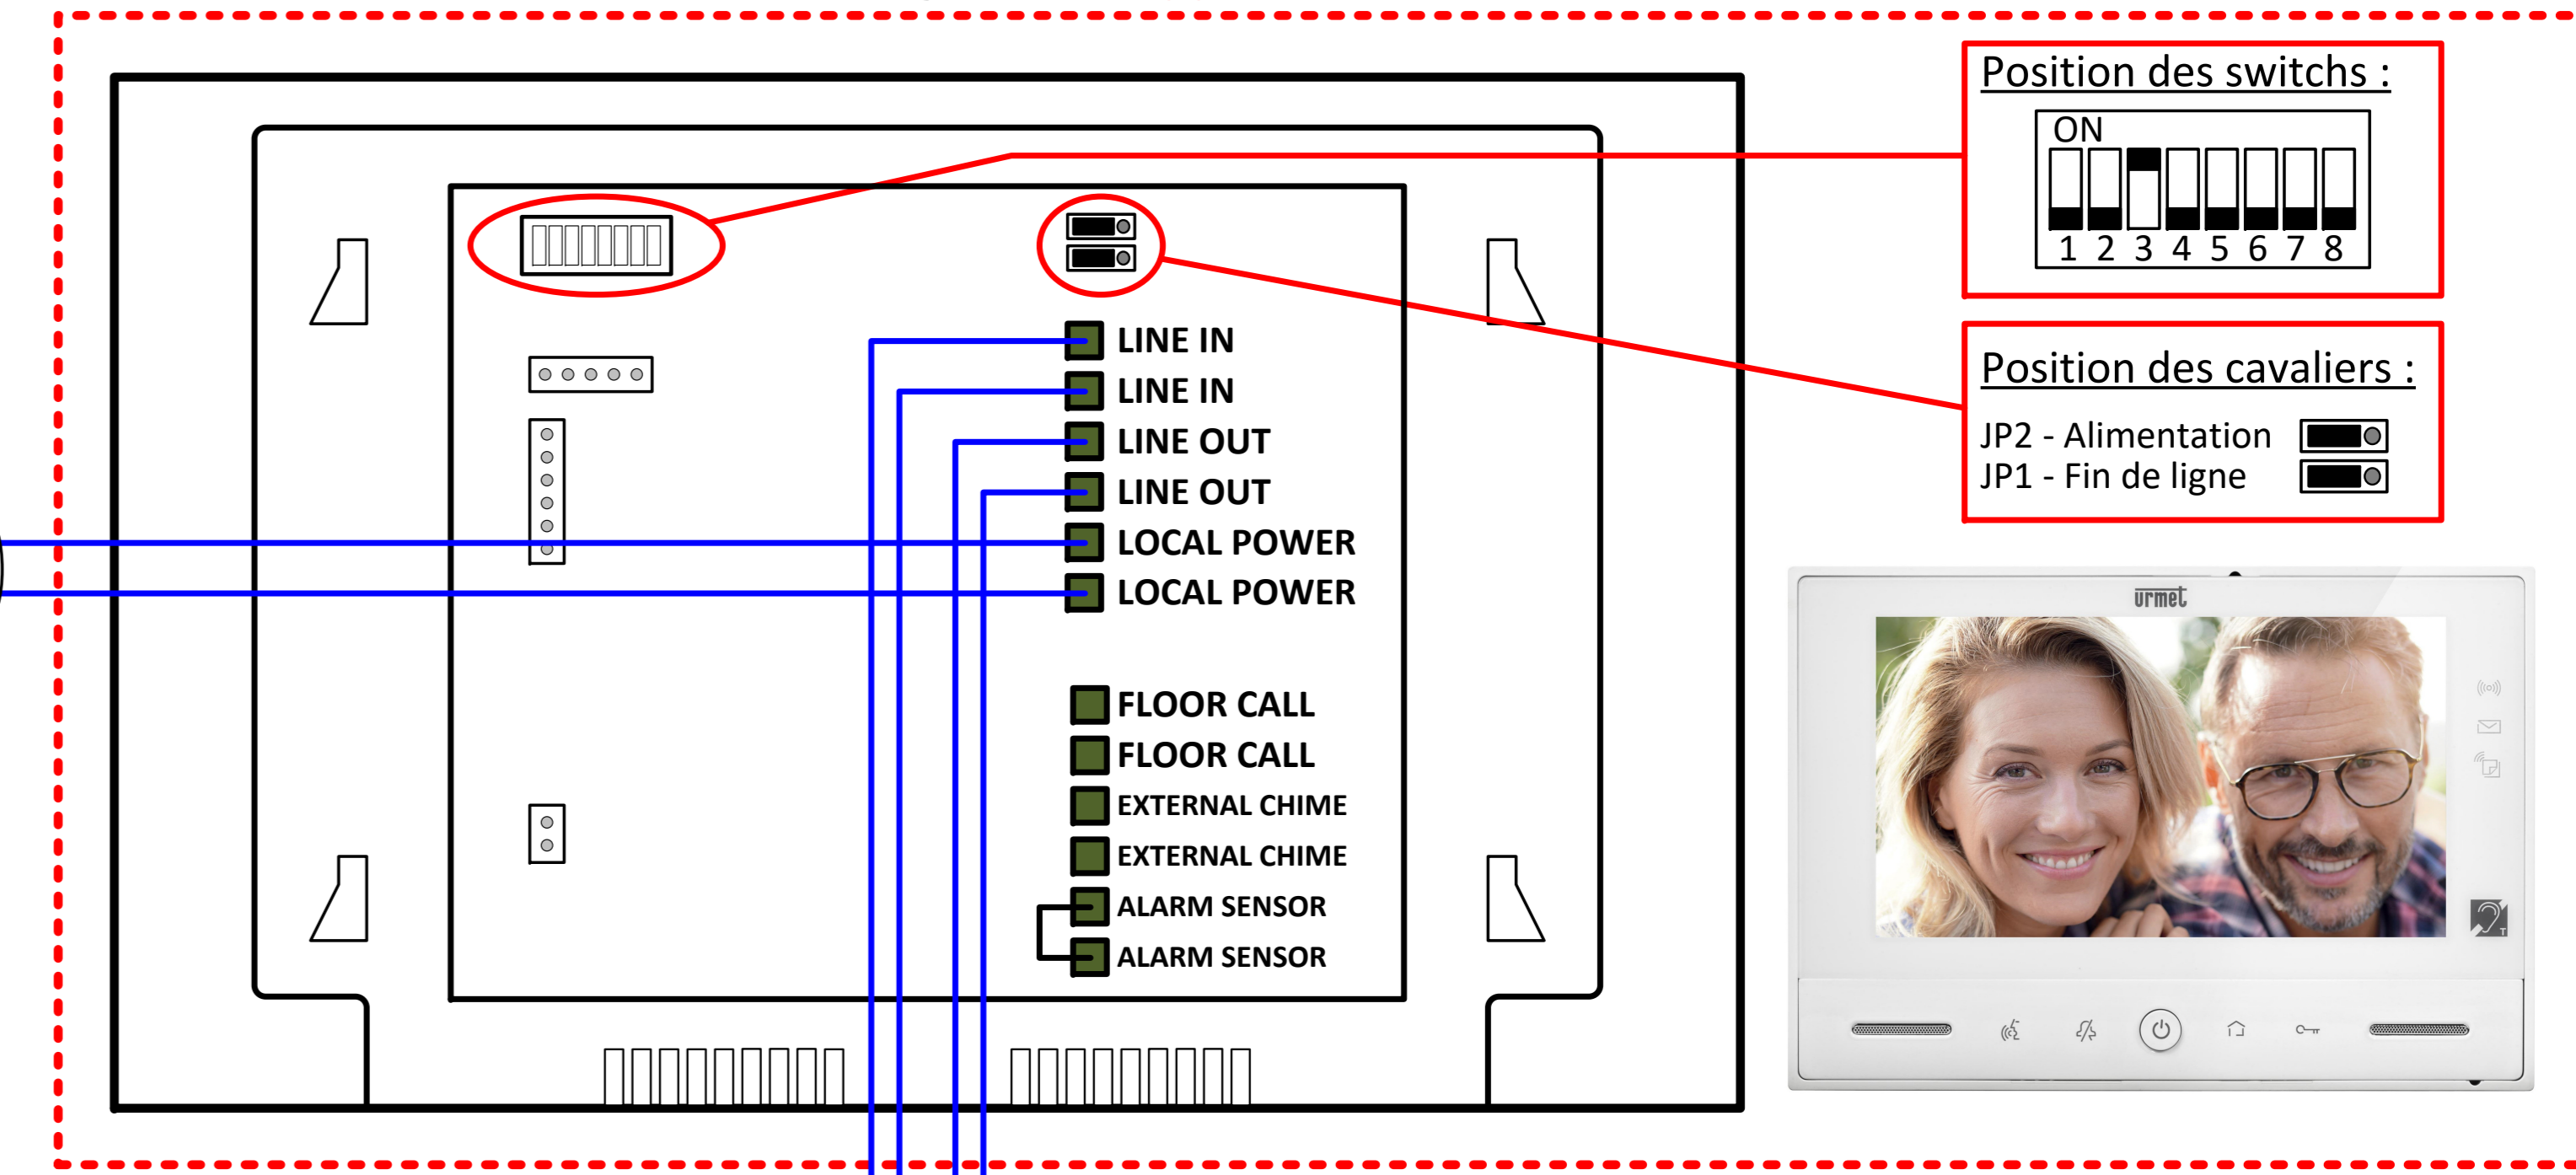 Position des switchs :
ON
1 2 3 4 5 6 7 8
LINE IN
LINE IN
LINE OUT
LINE OUT
LOCAL POWER
LOCAL POWER
FLOOR CALL
FLOOR CALL
EXTERNAL CHIME
EXTERNAL CHIME
ALARM SENSOR
ALARM SENSOR
Position des cavaliers :
JP2 - Alimentation
JP1 - Fin de ligne
urmet
T